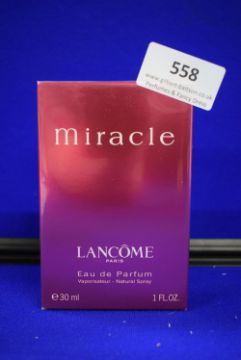 558
www.gilbert-baitson.co.uk
Perfumes & Fancy Dress
miracle
LANCÔME
PARIS
Eau de Parfum
Vaporisateur - Natural Spray
℮ 30 ml 1 FL.OZ.